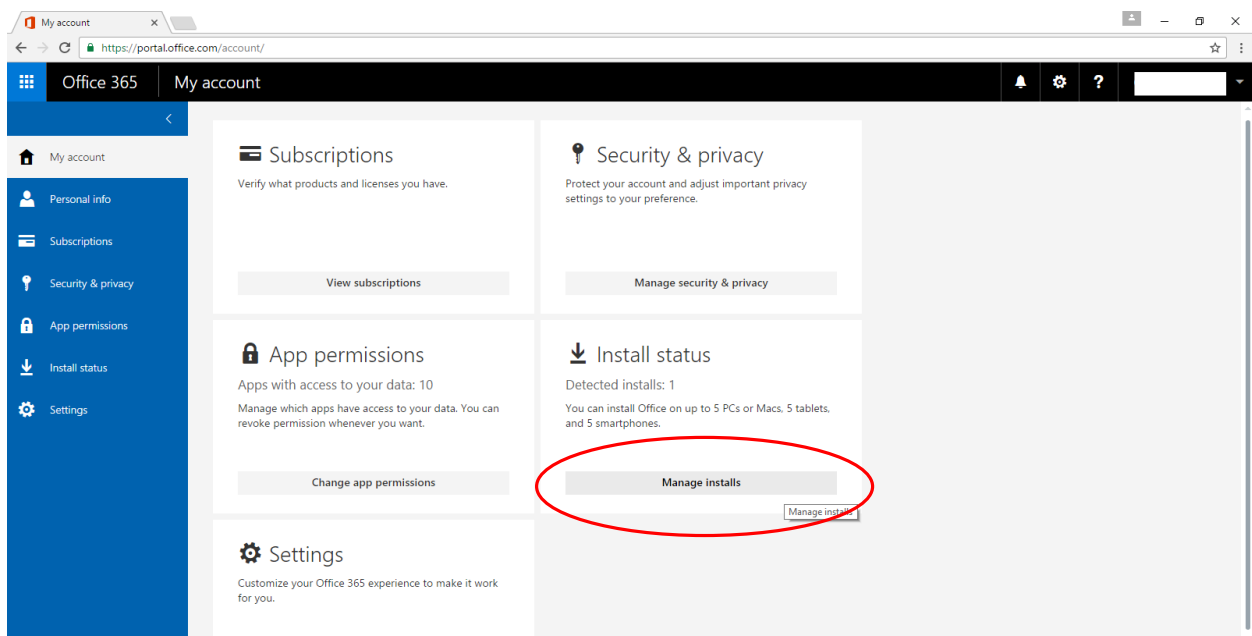 My account
https://portal.office.com/account/
Office 365
My account
?
My account
Personal info
Subscriptions
Security & privacy
App permissions
Install status
Settings
Subscriptions
Verify what products and licenses you have.
View subscriptions
Security & privacy
Protect your account and adjust important privacy
settings to your preference.
Manage security & privacy
App permissions
Apps with access to your data: 10
Manage which apps have access to your data. You can
revoke permission whenever you want.
Change app permissions
Install status
Detected installs: 1
You can install Office on up to 5 PCs or Macs, 5 tablets,
and 5 smartphones.
Manage installs
Manage installs
Settings
Customize your Office 365 experience to make it work
for you.